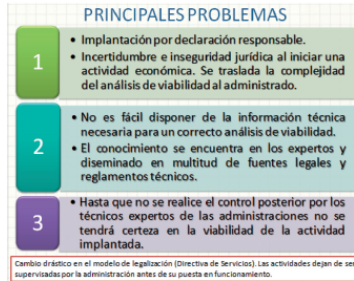 PRINCIPALES PROBLEMAS
1
• Implantación por declaración responsable.
• Incertidumbre e inseguridad jurídica al iniciar una
actividad económica. Se traslada la complejidad
del análisis de viabilidad al administrado.
2
• No es fácil disponer de la información técnica
necesaria para un correcto análisis de viabilidad.
• El conocimiento se encuentra en los expertos y
diseminado en multitud de fuentes legales y
reglamentos técnicos.
3
• Hasta que no se realice el control posterior por los
técnicos expertos de las administraciones no se
tendrá certeza en la viabilidad de la actividad
implantada.
Cambio drástico en el modelo de legalización (Directiva de Servicios). Las actividades dejan de ser
supervisadas por la administración antes de su puesta en funcionamiento.